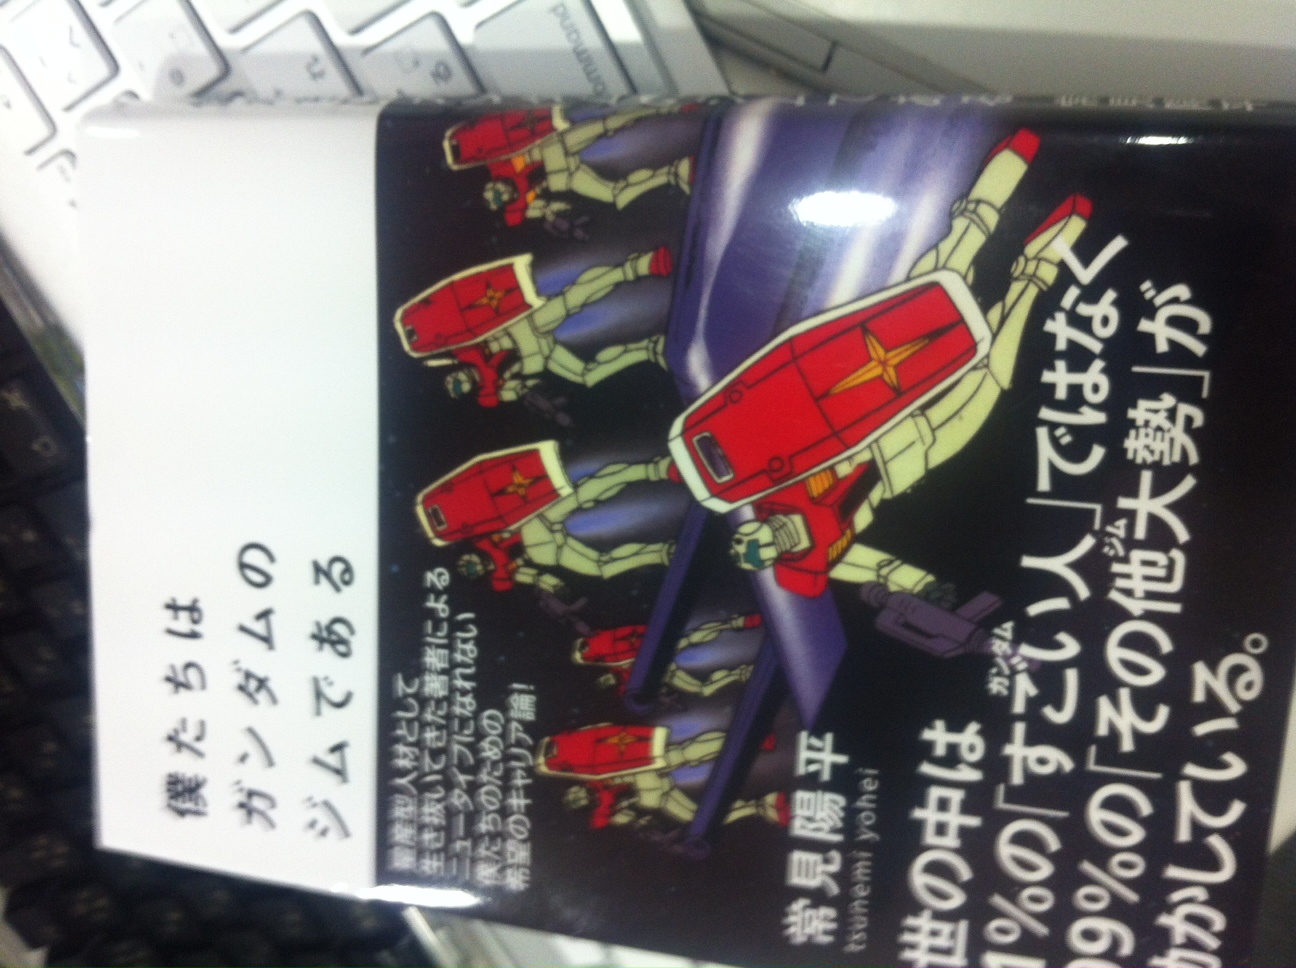 僕たちは
ガンダムの
ジムである
量産型人材として
生き抜いてきた著者による
ニュータイプになれない
僕たちのための
希望のキャリア論!
常見陽平
tsunemi yohei
世の中は
ガンダム
1%の「すごい人」ではなく
ジム
99%の「その他大勢」が
動かしている。
command